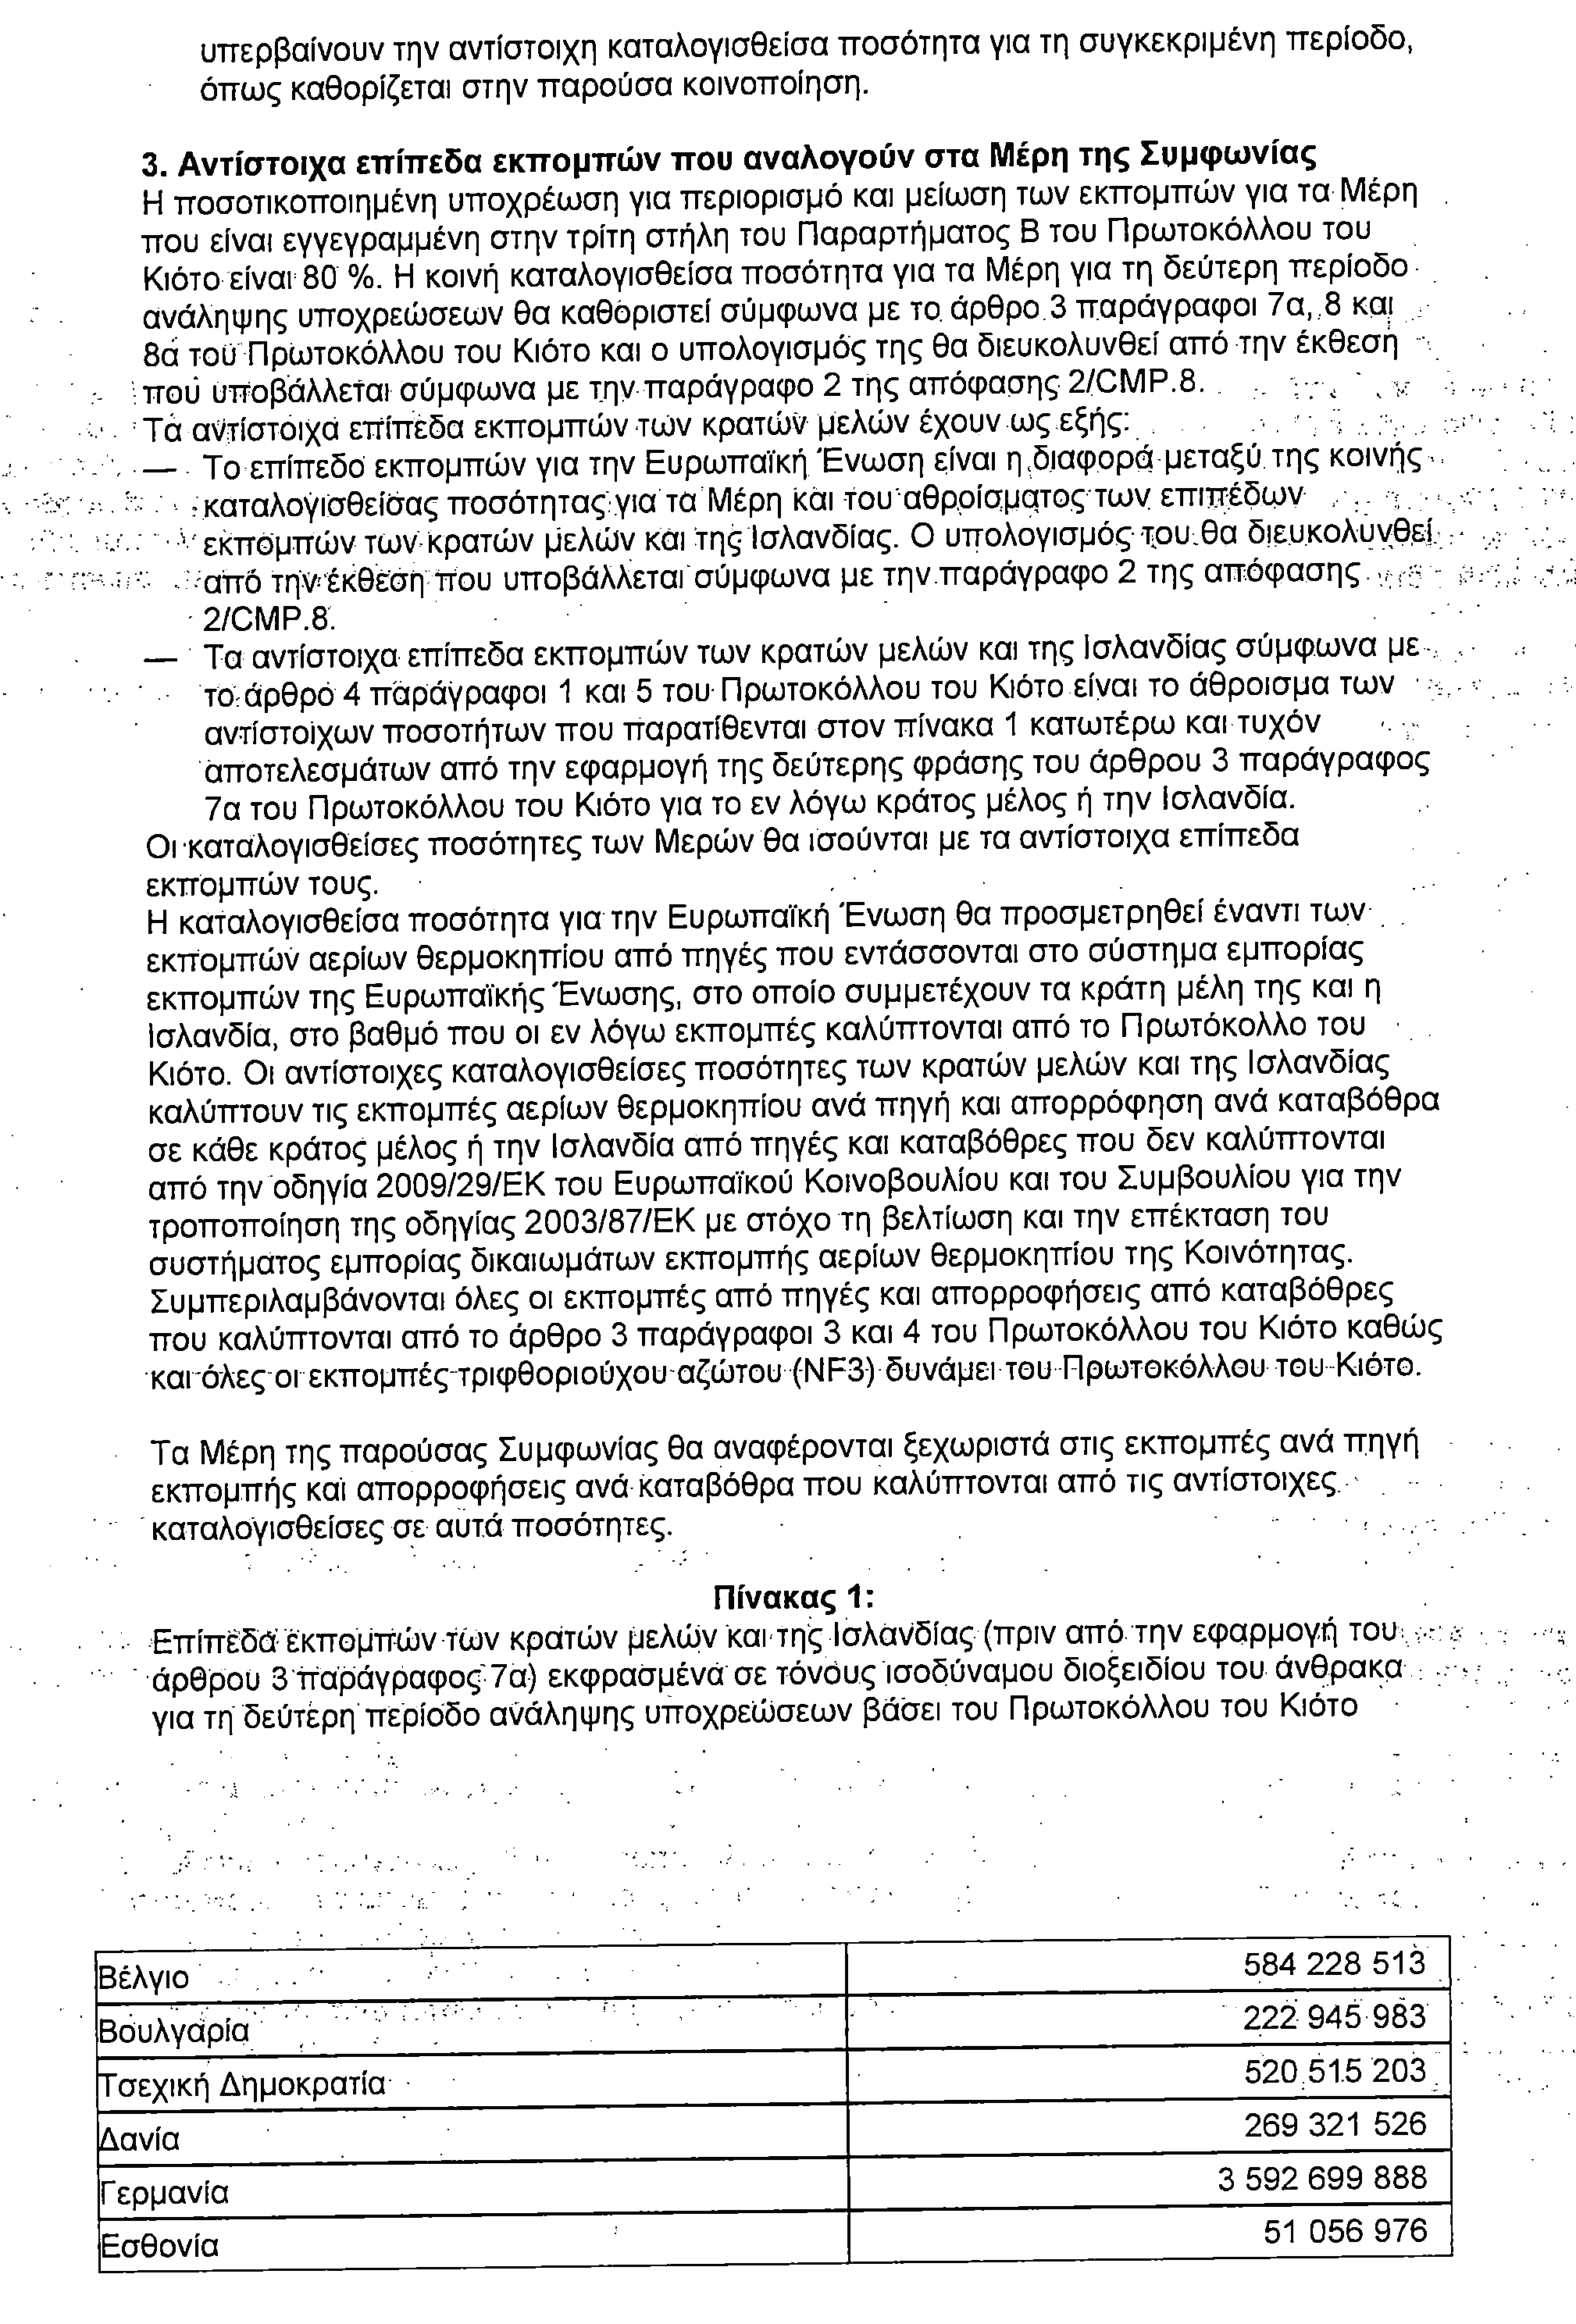 υπερβαίνουν την αντίστοιχη καταλογισθείσα ποσότητα για τη συγκεκριμένη περίοδο,
όπως καθορίζεται στην παρούσα κοινοποίηση.
3. Αντίστοιχα επίπεδα εκπομπών που αναλογούν στα Μέρη της Συμφωνίας
Η ποσοτικοποιημένη υποχρέωση για περιορισμό και μείωση των εκπομπών για τα Μέρη
που είναι εγγεγραμμένη στην τρίτη στήλη του Παραρτήματος Β του Πρωτοκόλλου του
Κιότο είναι 80 %. Η κοινή καταλογισθείσα ποσότητα για τα Μέρη για τη δεύτερη περίοδο
ανάληψης υποχρεώσεων θα καθοριστεί σύμφωνα με το άρθρο 3 παράγραφοι 7α, 8 και
8α του Πρωτοκόλλου του Κιότο και ο υπολογισμός της θα διευκολυνθεί από την έκθεση
που υποβάλλεται σύμφωνα με την παράγραφο 2 της απόφασης 2/CMP.8.
Τα αντίστοιχα επίπεδα εκπομπών των κρατών μελών έχουν ως εξής:
— Το επίπεδο εκπομπών για την Ευρωπαϊκή Ένωση είναι η διαφορά μεταξύ της κοινής
καταλογισθείσας ποσότητας για τα Μέρη και του αθροίσματος των επιπέδων
εκπομπών των κρατών μελών και της Ισλανδίας. Ο υπολογισμός του θα διευκολυνθεί
από την έκθεση που υποβάλλεται σύμφωνα με την παράγραφο 2 της απόφασης
2/CMP.8.
— Τα αντίστοιχα επίπεδα εκπομπών των κρατών μελών και της Ισλανδίας σύμφωνα με
το άρθρο 4 παράγραφοι 1 και 5 του Πρωτοκόλλου του Κιότο είναι το άθροισμα των
αντίστοιχων ποσοτήτων που παρατίθενται στον πίνακα 1 κατωτέρω και τυχόν
αποτελεσμάτων από την εφαρμογή της δεύτερης φράσης του άρθρου 3 παράγραφος
7α του Πρωτοκόλλου του Κιότο για το εν λόγω κράτος μέλος ή την Ισλανδία.
Οι καταλογισθείσες ποσότητες των Μερών θα ισούνται με τα αντίστοιχα επίπεδα
εκπομπών τους.
Η καταλογισθείσα ποσότητα για την Ευρωπαϊκή Ένωση θα προσμετρηθεί έναντι των
εκπομπών αερίων θερμοκηπίου από πηγές που εντάσσονται στο σύστημα εμπορίας
εκπομπών της Ευρωπαϊκής Ένωσης, στο οποίο συμμετέχουν τα κράτη μέλη της και η
Ισλανδία, στο βαθμό που οι εν λόγω εκπομπές καλύπτονται από το Πρωτόκολλο του
Κιότο. Οι αντίστοιχες καταλογισθείσες ποσότητες των κρατών μελών και της Ισλανδίας
καλύπτουν τις εκπομπές αερίων θερμοκηπίου ανά πηγή και απορρόφηση ανά καταβόθρα
σε κάθε κράτος μέλος ή την Ισλανδία από πηγές και καταβόθρες που δεν καλύπτονται
από την οδηγία 2009/29/ΕΚ του Ευρωπαϊκού Κοινοβουλίου και του Συμβουλίου για την
τροποποίηση της οδηγίας 2003/87/ΕΚ με στόχο τη βελτίωση και την επέκταση του
συστήματος εμπορίας δικαιωμάτων εκπομπής αερίων θερμοκηπίου της Κοινότητας.
Συμπεριλαμβάνονται όλες οι εκπομπές από πηγές και απορροφήσεις από καταβόθρες
που καλύπτονται από το άρθρο 3 παράγραφοι 3 και 4 του Πρωτοκόλλου του Κιότο καθώς
και όλες οι εκπομπές τριφθοριούχου αζώτου (NF3) δυνάμει του Πρωτοκόλλου του Κιότο.
Τα Μέρη της παρούσας Συμφωνίας θα αναφέρονται ξεχωριστά στις εκπομπές ανά πηγή
εκπομπής και απορροφήσεις ανά καταβόθρα που καλύπτονται από τις αντίστοιχες
καταλογισθείσες σε αυτά ποσότητες.
Πίνακας 1:
Επίπεδα εκπομπών των κρατών μελών και της Ισλανδίας (πριν από την εφαρμογή του
άρθρου 3 παράγραφος 7α) εκφρασμένα σε τόνους ισοδύναμου διοξειδίου του άνθρακα
για τη δεύτερη περίοδο ανάληψης υποχρεώσεων βάσει του Πρωτοκόλλου του Κιότο
Βέλγιο 584 228 513
Βουλγαρία 222 945 983
Τσεχική Δημοκρατία 520 515 203
Δανία 269 321 526
Γερμανία 3 592 699 888
Εσθονία 51 056 976